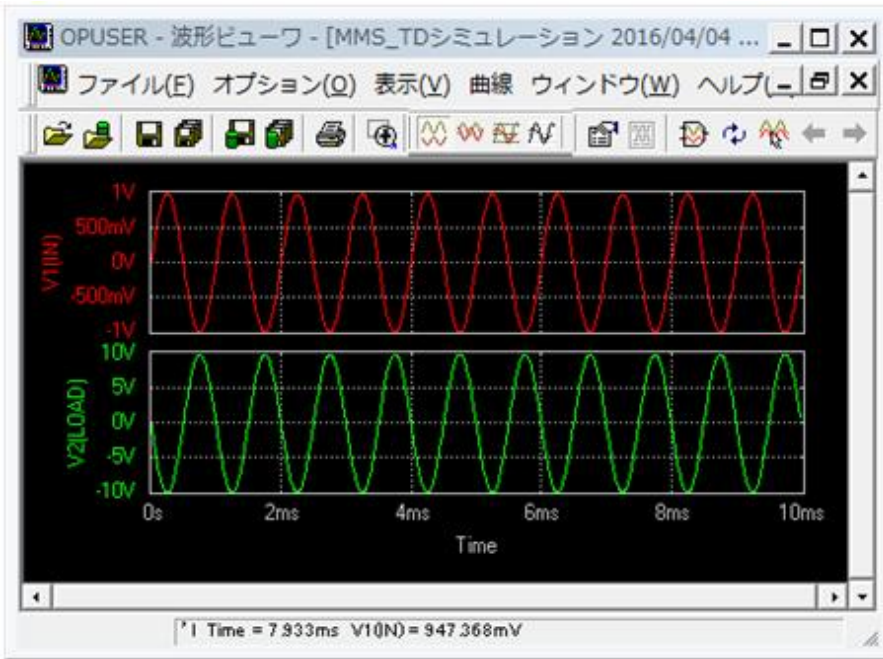 OPUSER - 波形ビューワ - [MMS_TDシミュレーション 2016/04/04 ...
ファイル(F) オプション(O) 表示(V) 曲線 ウィンドウ(W) ヘルプ(
1V
500mV
0V
-500mV
-1V
V1(IN)
10V
5V
0V
-5V
-10V
V2(LOAD)
0s 2ms 4ms 6ms 8ms 10ms
Time
Time = 7.933ms V1(IN) = 947.368mV